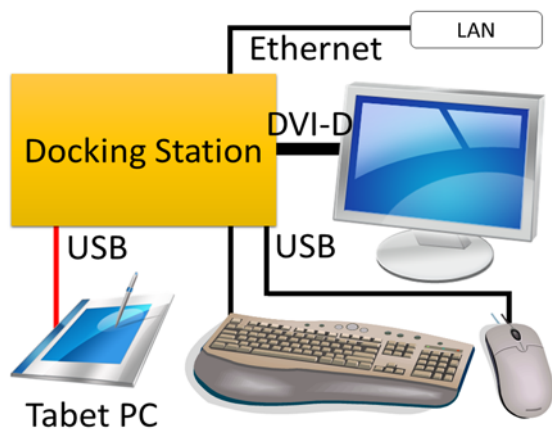 LAN
Ethernet
DVI-D
Docking Station
USB
USB
Tabet PC